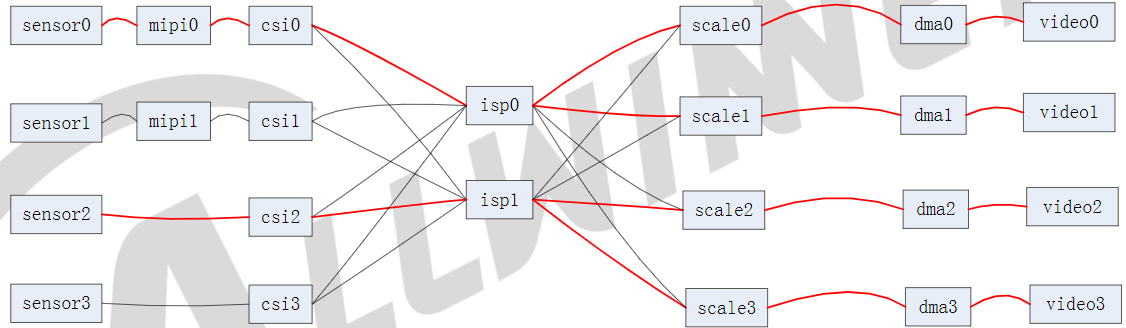 sensor0 mipi0 csi0 scale0 dma0 video0
isp0
sensor1 mipi1 csi1 scale1 dma1 video1
isp1
sensor2 csi2 scale2 dma2 video2
sensor3 csi3 scale3 dma3 video3
ALLWINNE